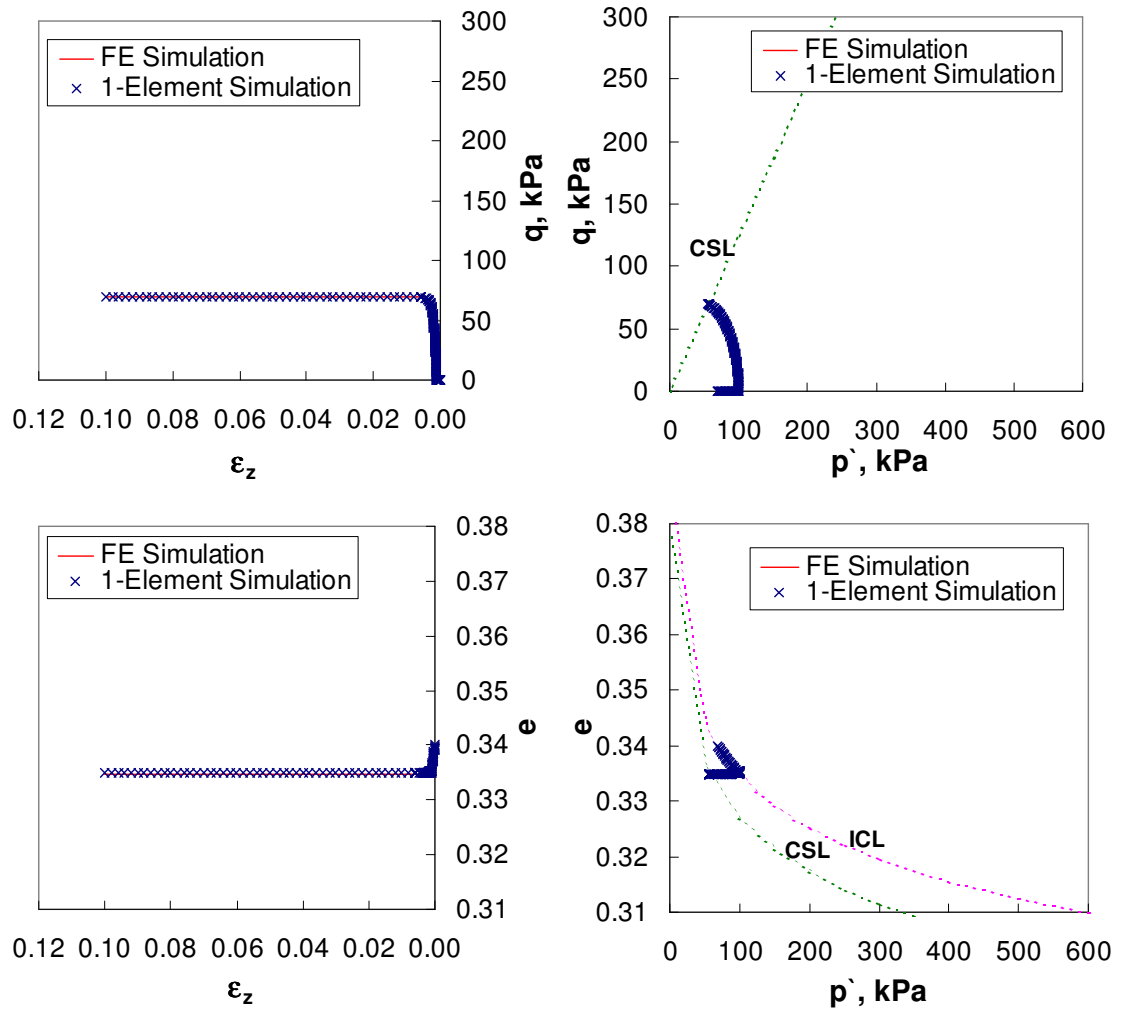 FE Simulation
1-Element Simulation
300
250
200
150
100
50
0
q, kPa
0.12 0.10 0.08 0.06 0.04 0.02 0.00
εz
FE Simulation
1-Element Simulation
CSL
300
250
200
150
100
50
0
q, kPa
0 100 200 300 400 500 600
p`, kPa
FE Simulation
1-Element Simulation
0.38
0.37
0.36
0.35
0.34
0.33
0.32
0.31
e
0.12 0.10 0.08 0.06 0.04 0.02 0.00
εz
FE Simulation
1-Element Simulation
CSL
ICL
0.38
0.37
0.36
0.35
0.34
0.33
0.32
0.31
e
0 100 200 300 400 500 600
p`, kPa